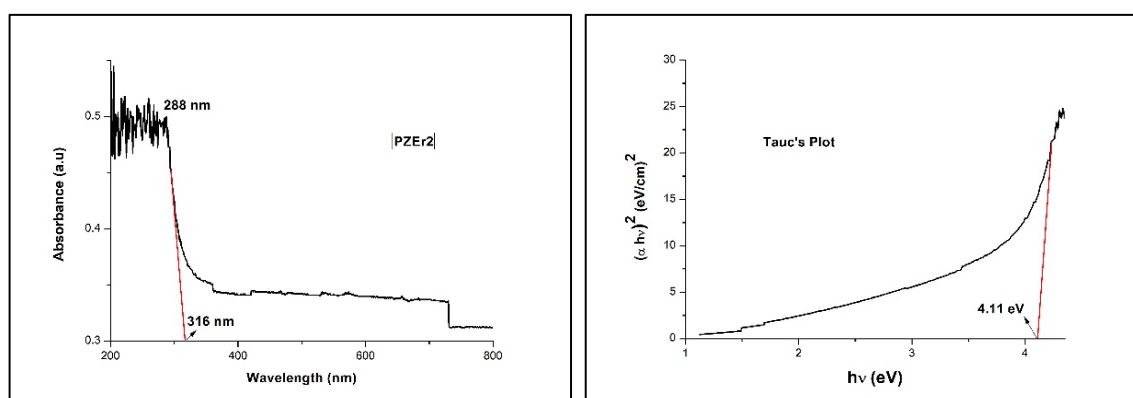 0.5
0.4
0.3
200
400
600
800
Absorbance (a.u)
Wavelength (nm)
288 nm
316 nm
PZEr2
30
25
20
15
10
5
0
1
2
3
4
(α hν)² (eV/cm)²
hν (eV)
Tauc's Plot
4.11 eV